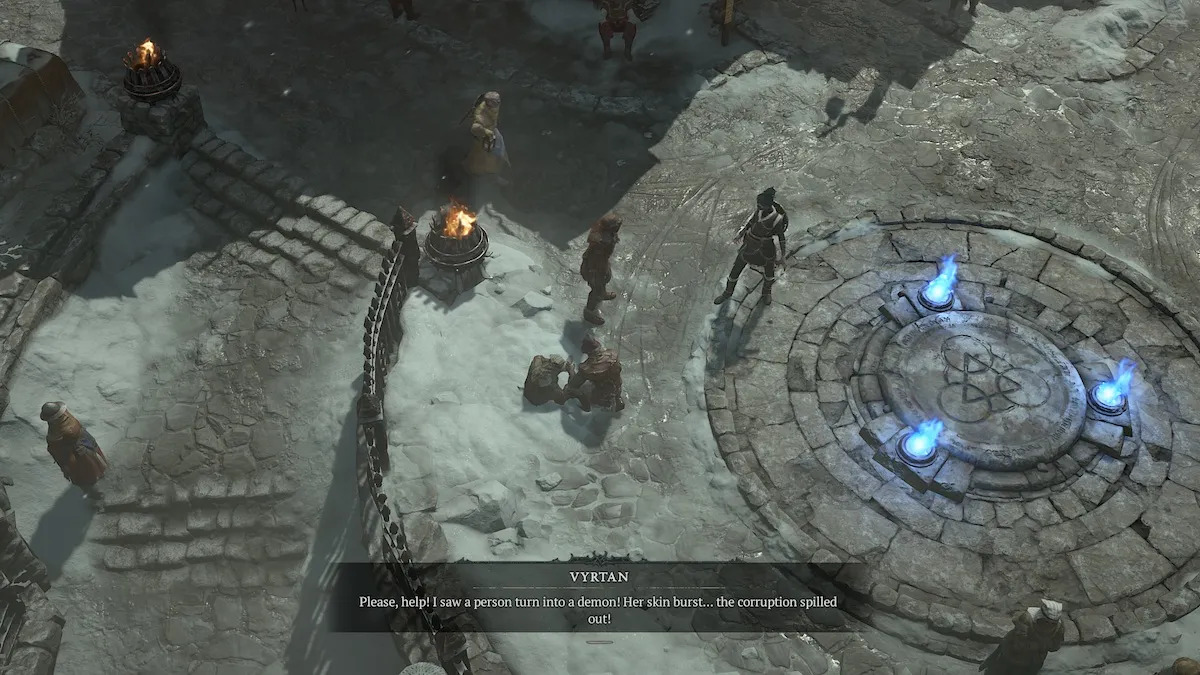 VYRTAN
Please, help! I saw a person turn into a demon! Her skin burst... the corruption spilled
out!